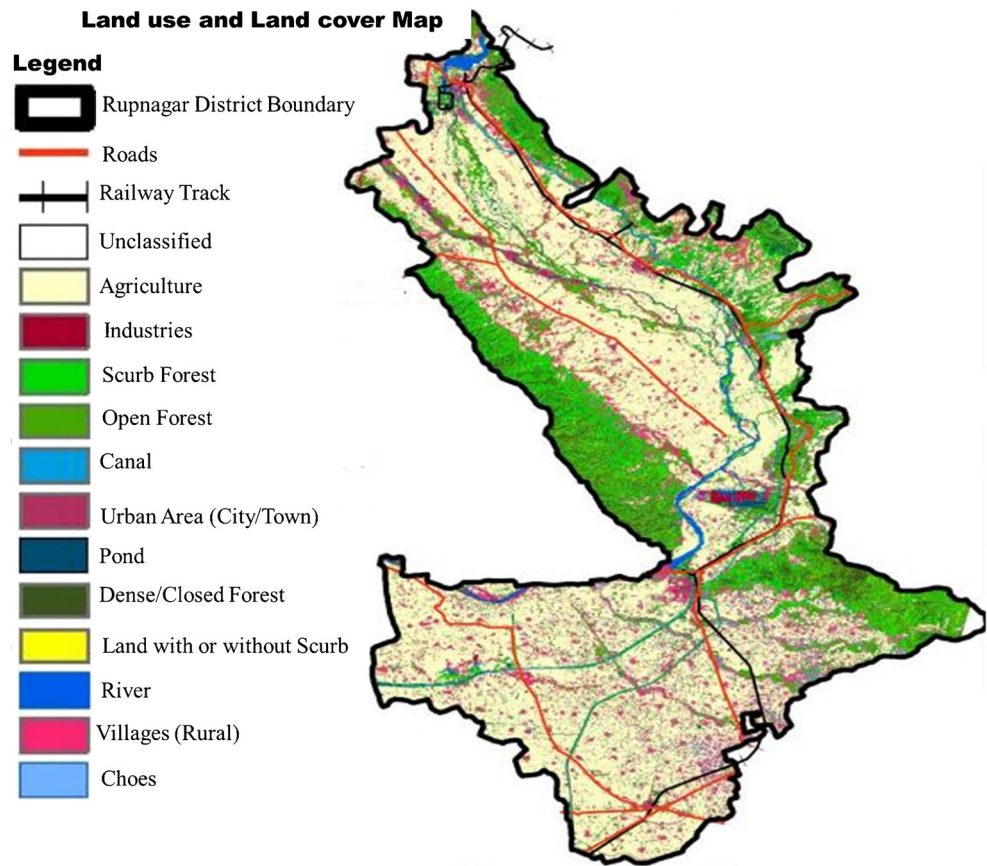 Land use and Land cover Map
Legend
Rupnagar District Boundary
Roads
Railway Track
Unclassified
Agriculture
Industries
Scurb Forest
Open Forest
Canal
Urban Area (City/Town)
Pond
Dense/Closed Forest
Land with or without Scurb
River
Villages (Rural)
Choes